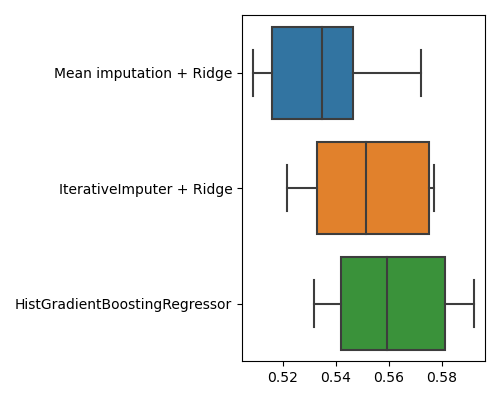 Mean imputation + Ridge
IterativeImputer + Ridge
HistGradientBoostingRegressor
0.52 0.54 0.56 0.58